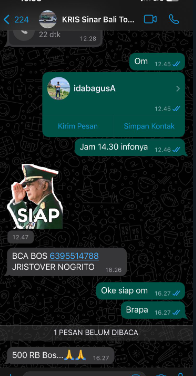 224
KRIS Sinar Bali To...
22 dtk
12.28
Om
12.45
idabagusA
12.45
Kirim Pesan
Simpan Kontak
Jam 14.30 infonya
12.46
SIAP
12.47
BCA BOS 6395514788
JRISTOVER NOGRITO
16.26
Oke siap om
16.27
Brapa
16.27
1 PESAN BELUM DIBACA
500 RB Bos...🙏🙏
16.27